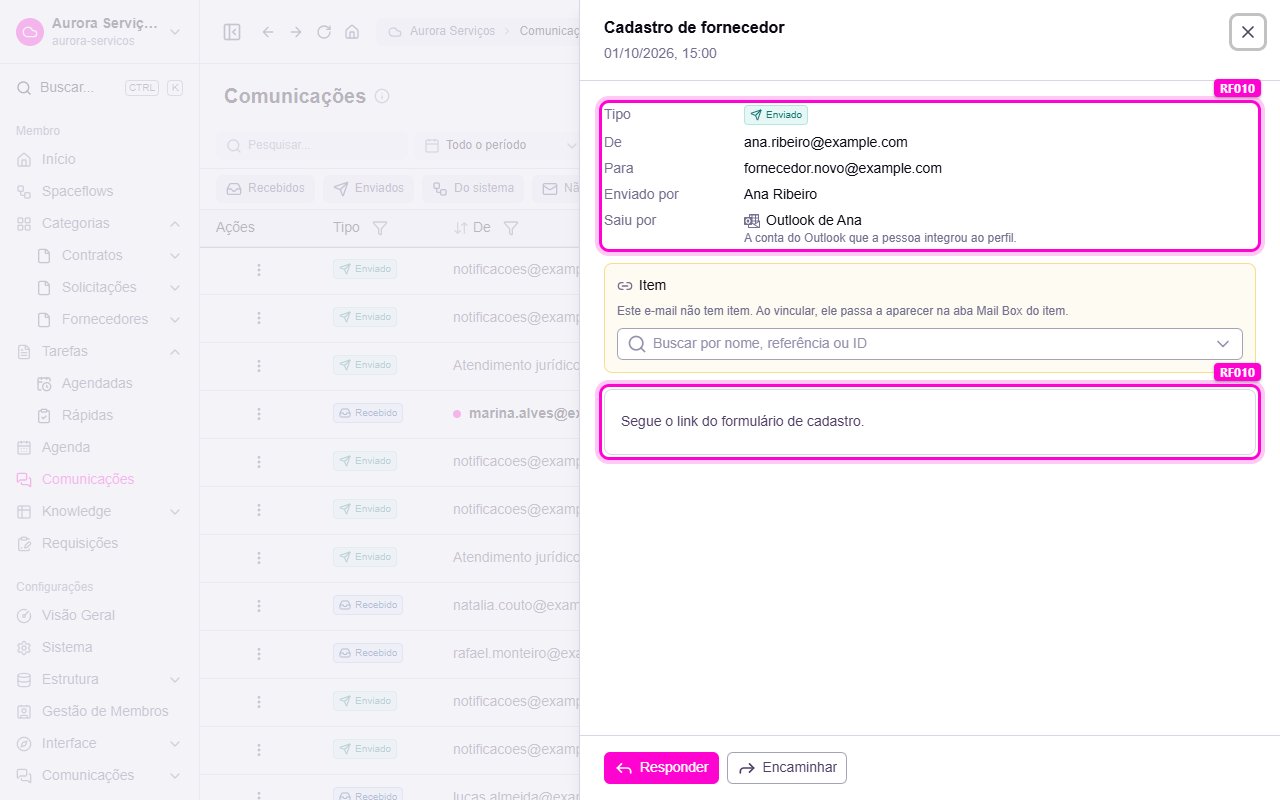 Aurora Serviç...
aurora-servicos
Buscar... CTRL K
Membro
Início
Spaceflows
Categorias
Contratos
Solicitações
Fornecedores
Tarefas
Agendadas
Rápidas
Agenda
Comunicações
Knowledge
Requisições
Configurações
Visão Geral
Sistema
Estrutura
Gestão de Membros
Interface
Comunicações
Aurora Serviços > Comunicaç
Comunicações
Pesquisar... Todo o período
Recebidos Enviados Do sistema Nã
Ações Tipo De
Enviado notificacoes@examp
Enviado notificacoes@examp
Enviado Atendimento jurídico
Recebido marina.alves@ex
Enviado notificacoes@examp
Enviado notificacoes@examp
Enviado Atendimento jurídico
Recebido natalia.couto@exam
Recebido rafael.monteiro@exa
Enviado notificacoes@examp
Enviado notificacoes@examp
Recebido lucas.almeida@exam
Cadastro de fornecedor
01/10/2026, 15:00
RF010
Tipo Enviado
De ana.ribeiro@example.com
Para fornecedor.novo@example.com
Enviado por Ana Ribeiro
Saiu por Outlook de Ana
A conta do Outlook que a pessoa integrou ao perfil.
Item
Este e-mail não tem item. Ao vincular, ele passa a aparecer na aba Mail Box do item.
Buscar por nome, referência ou ID
RF010
Segue o link do formulário de cadastro.
Responder Encaminhar